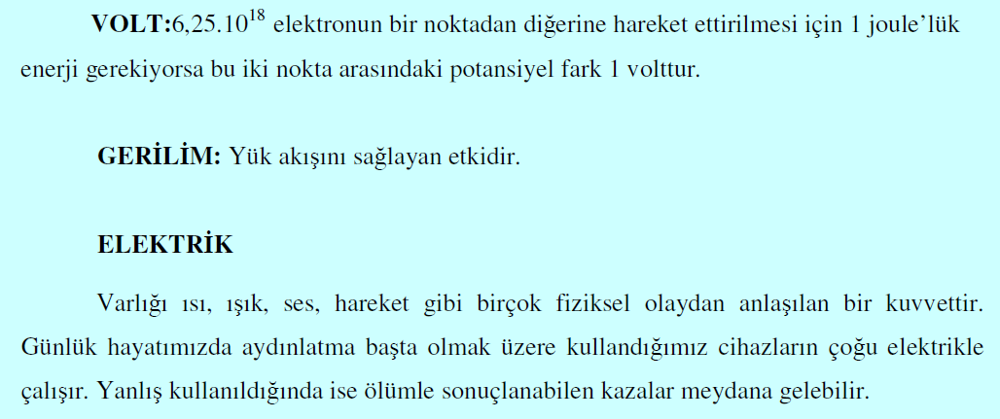 VOLT:6,25.10¹⁸ elektronun bir noktadan diğerine hareket ettirilmesi için 1 joule’lük
enerji gerekiyorsa bu iki nokta arasındaki potansiyel fark 1 volttur.
GERİLİM: Yük akışını sağlayan etkidir.
ELEKTRİK
Varlığı ısı, ışık, ses, hareket gibi birçok fiziksel olaydan anlaşılan bir kuvvettir.
Günlük hayatımızda aydınlatma başta olmak üzere kullandığımız cihazların çoğu elektrikle
çalışır. Yanlış kullanıldığında ise ölümle sonuçlanabilen kazalar meydana gelebilir.